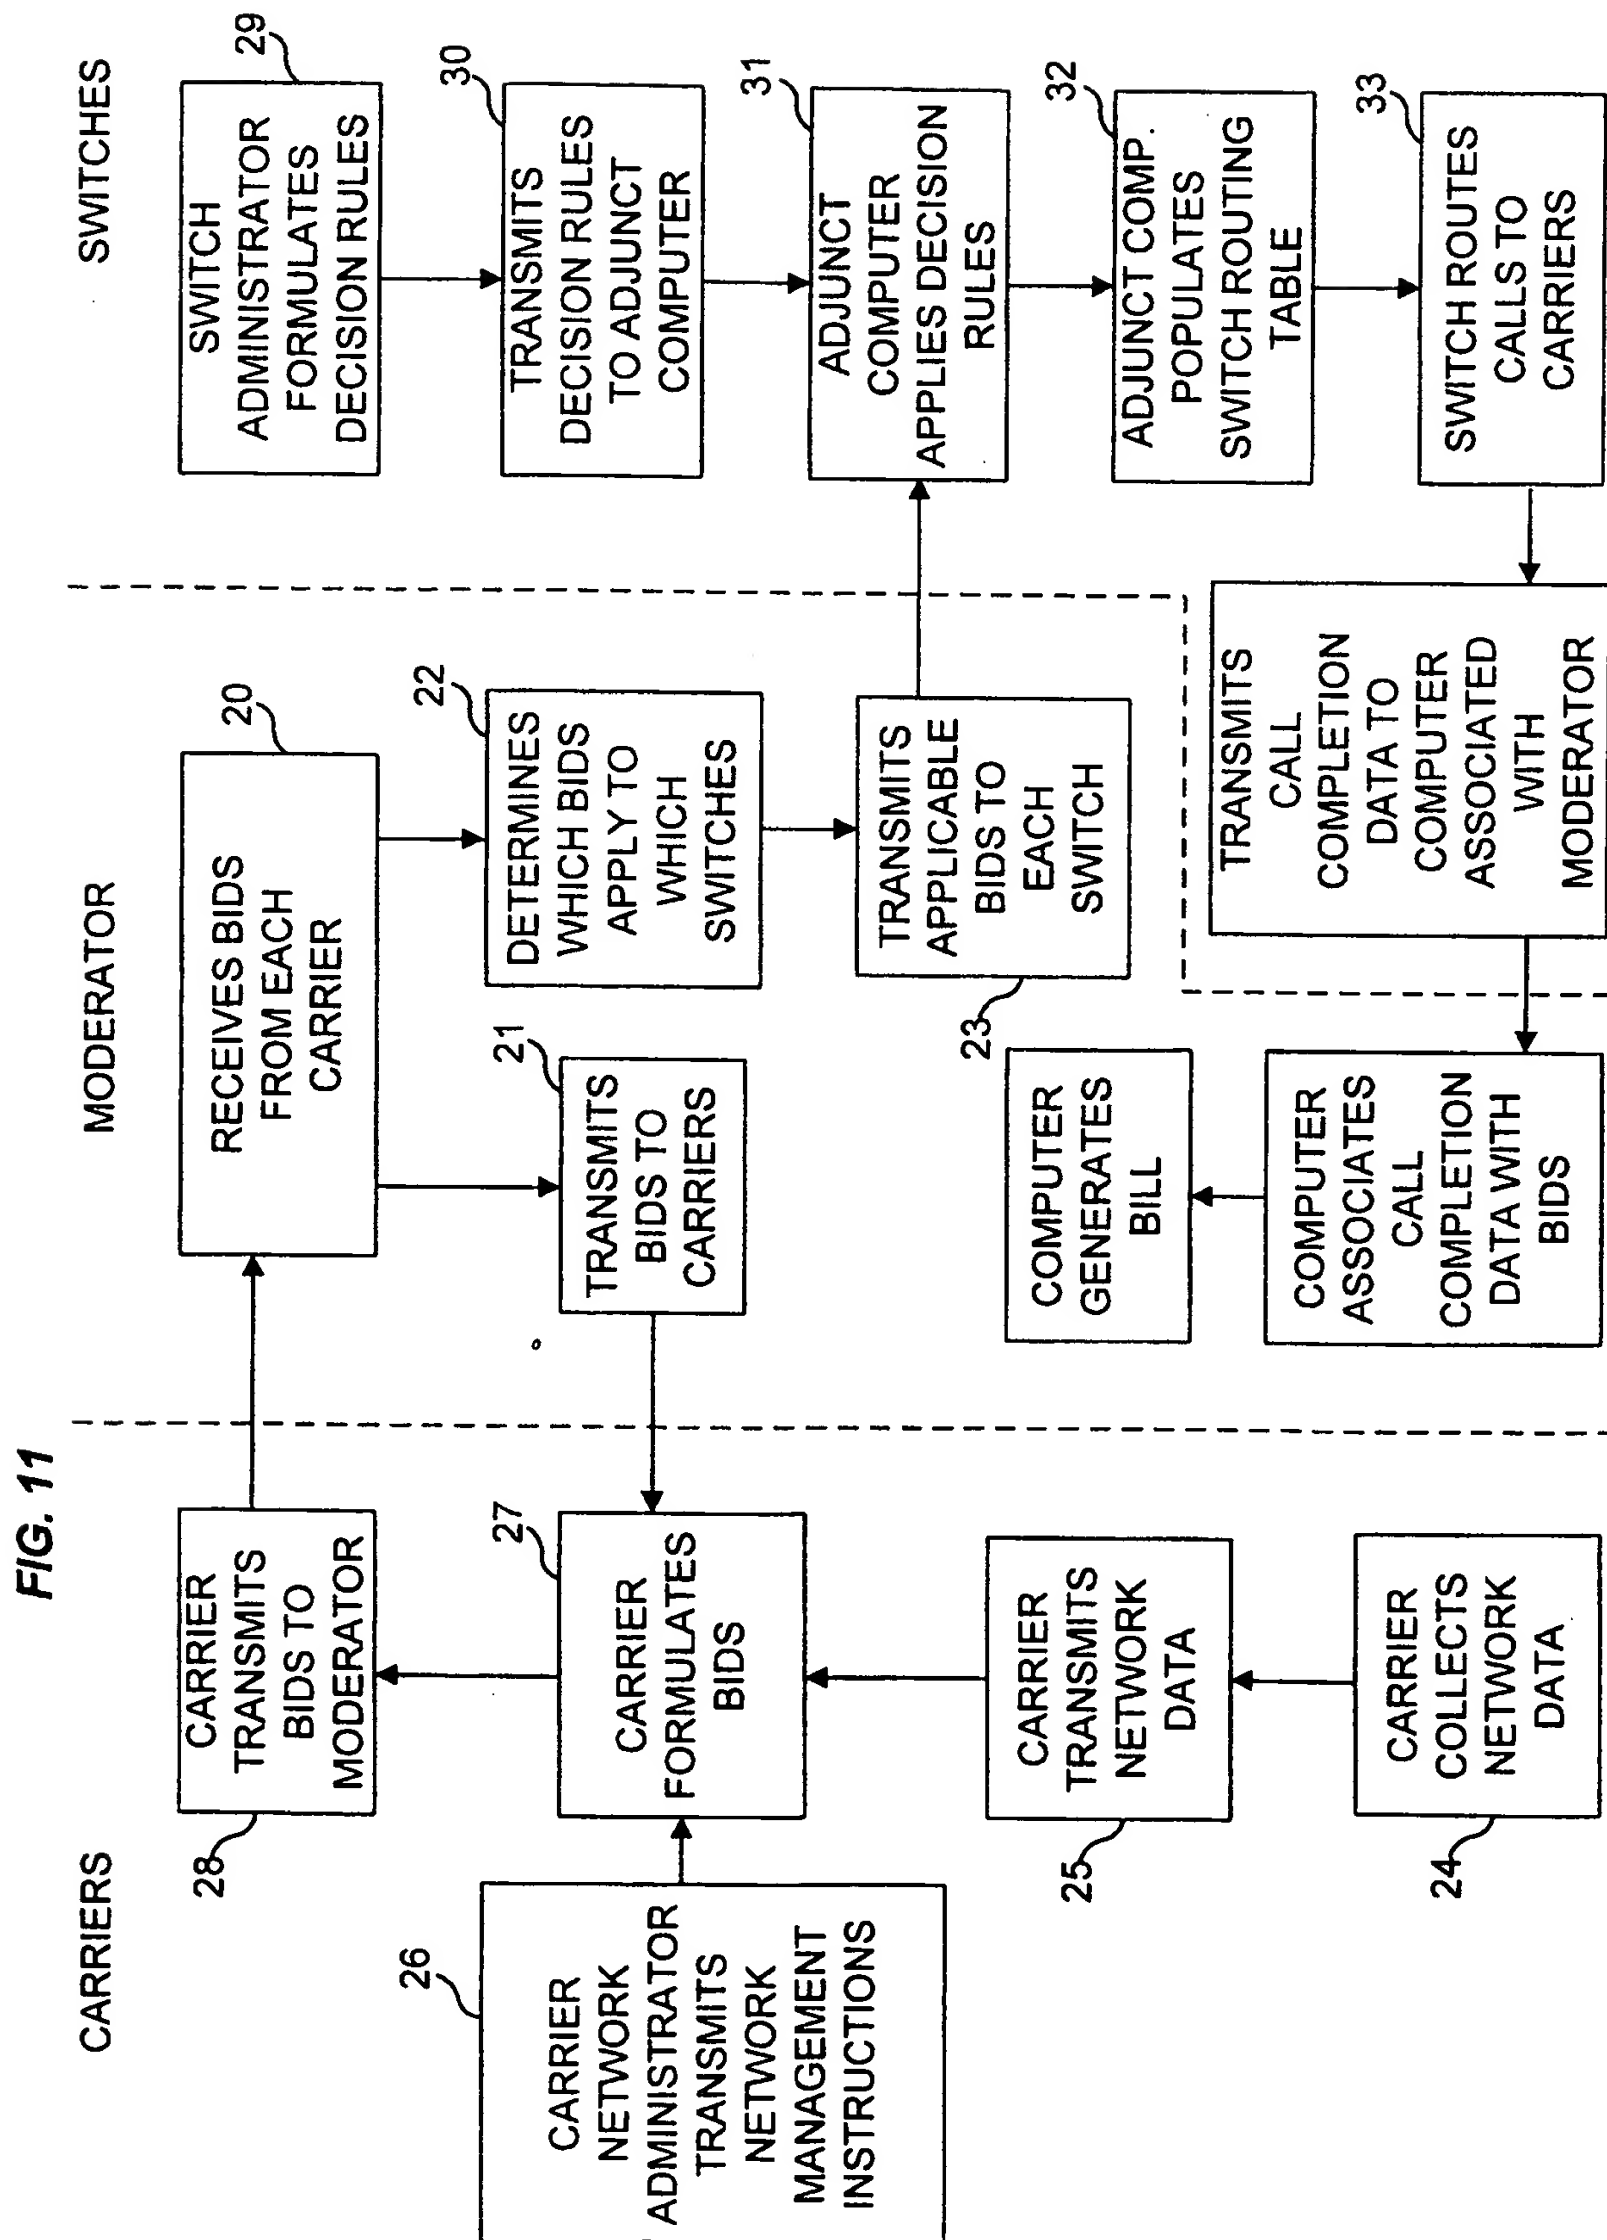 FIG. 11
CARRIERS
MODERATOR
SWITCHES
28
CARRIER
TRANSMITS
BIDS TO
MODERATOR
26
CARRIER
NETWORK
ADMINISTRATOR
TRANSMITS
NETWORK
MANAGEMENT
INSTRUCTIONS
27
CARRIER
FORMULATES
BIDS
25
CARRIER
TRANSMITS
NETWORK
DATA
24
CARRIER
COLLECTS
NETWORK
DATA
20
RECEIVES BIDS
FROM EACH
CARRIER
21
TRANSMITS
BIDS TO
CARRIERS
22
DETERMINES
WHICH BIDS
APPLY TO
WHICH
SWITCHES
23
TRANSMITS
APPLICABLE
BIDS TO
EACH
SWITCH
COMPUTER
GENERATES
BILL
COMPUTER
ASSOCIATES
CALL
COMPLETION
DATA WITH
BIDS
29
SWITCH
ADMINISTRATOR
FORMULATES
DECISION RULES
30
TRANSMITS
DECISION RULES
TO ADJUNCT
COMPUTER
31
ADJUNCT
COMPUTER
APPLIES DECISION
RULES
32
ADJUNCT COMP.
POPULATES
SWITCH ROUTING
TABLE
33
SWITCH ROUTES
CALLS TO
CARRIERS
TRANSMITS
CALL
COMPLETION
DATA TO
COMPUTER
ASSOCIATED
WITH
MODERATOR